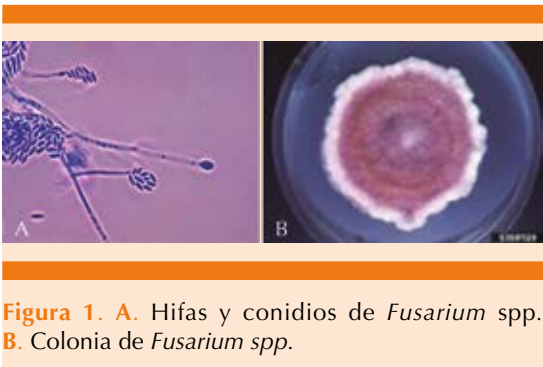 A
B
Figura 1. A. Hifas y conidios de Fusarium spp.
B. Colonia de Fusarium spp.